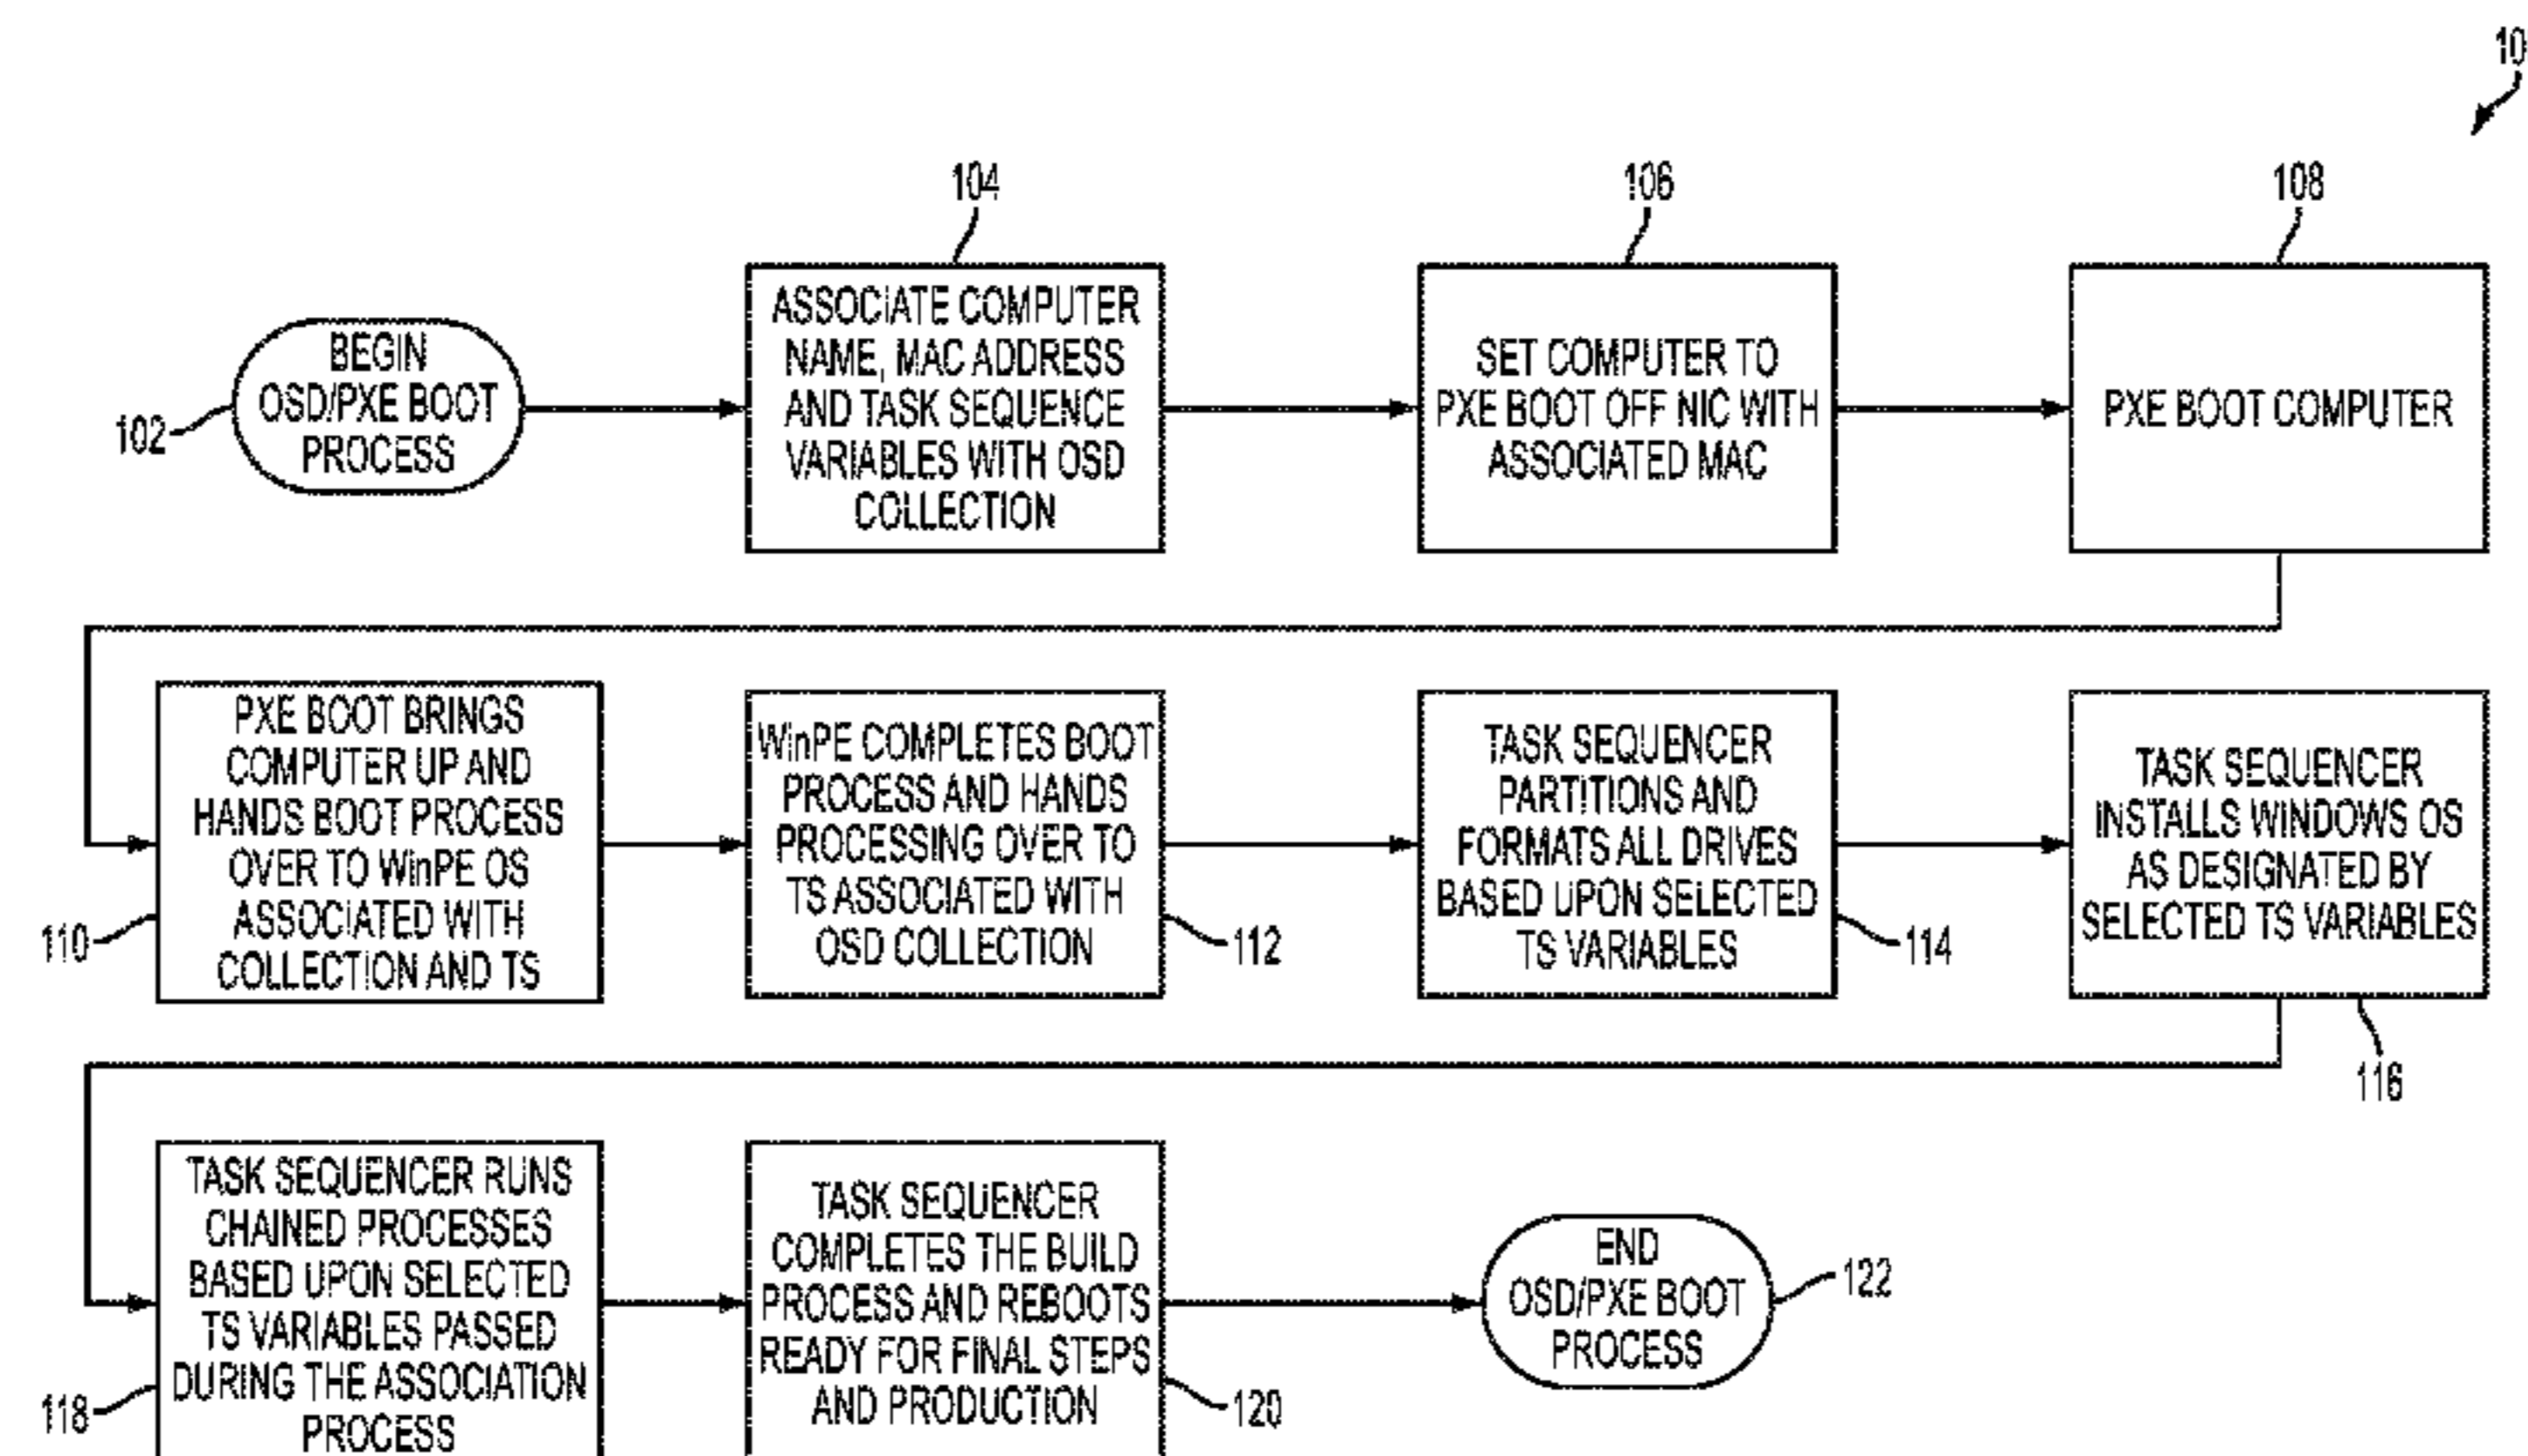 10
104
106
108
BEGIN
OSD/PXE BOOT
PROCESS
102
ASSOCIATE COMPUTER
NAME, MAC ADDRESS
AND TASK SEQUENCE
VARIABLES WITH OSD
COLLECTION
SET COMPUTER TO
PXE BOOT OFF NIC WITH
ASSOCIATED MAC
PXE BOOT COMPUTER
PXE BOOT BRINGS
COMPUTER UP AND
HANDS BOOT PROCESS
OVER TO WinPE OS
ASSOCIATED WITH
COLLECTION AND TS
110
WinPE COMPLETES BOOT
PROCESS AND HANDS
PROCESSING OVER TO
TS ASSOCIATED WITH
OSD COLLECTION
112
TASK SEQUENCER
PARTITIONS AND
FORMATS ALL DRIVES
BASED UPON SELECTED
TS VARIABLES
114
TASK SEQUENCER
INSTALLS WINDOWS OS
AS DESIGNATED BY
SELECTED TS VARIABLES
116
TASK SEQUENCER RUNS
CHAINED PROCESSES
BASED UPON SELECTED
TS VARIABLES PASSED
DURING THE ASSOCIATION
PROCESS
118
TASK SEQUENCER
COMPLETES THE BUILD
PROCESS AND REBOOTS
READY FOR FINAL STEPS
AND PRODUCTION
120
END
OSD/PXE BOOT
PROCESS
122